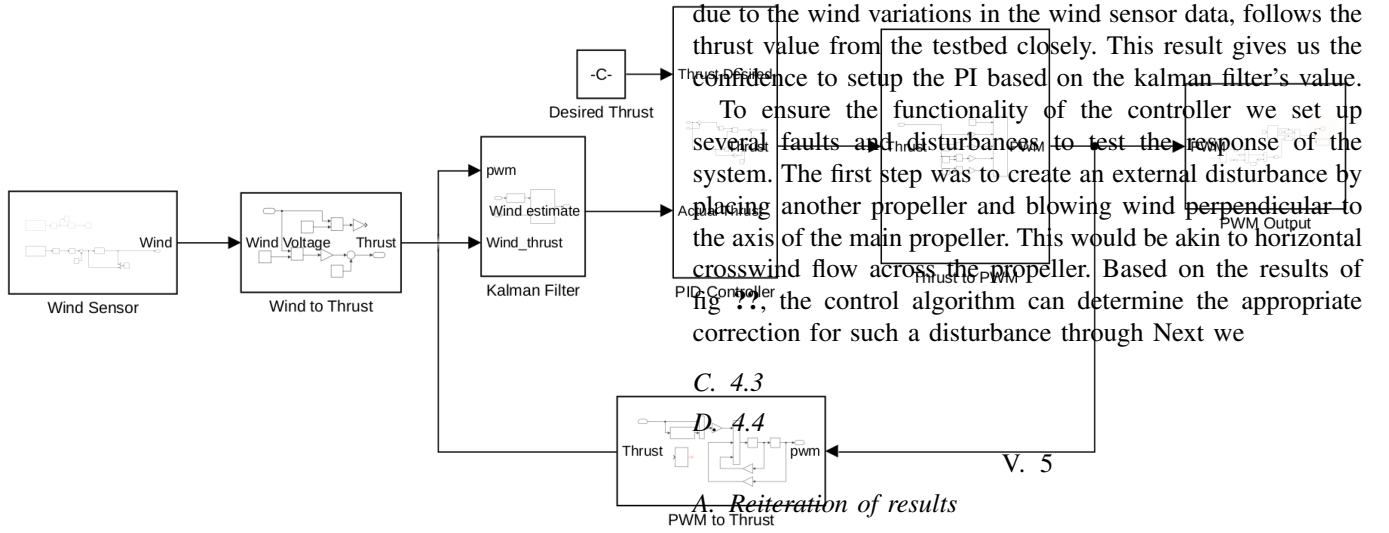 due to the wind variations in the wind sensor data, follows the
thrust value from the testbed closely. This result gives us the
confidence to setup the PI based on the kalman filter's value.
To ensure the functionality of the controller we set up
several faults and disturbances to test the response of the
system. The first step was to create an external disturbance by
placing another propeller and blowing wind perpendicular to
the axis of the main propeller. This would be akin to horizontal
crosswind flow across the propeller. Based on the results of
fig ??, the control algorithm can determine the appropriate
correction for such a disturbance through Next we
C. 4.3
D. 4.4
V. 5
A. Reiteration of results
Wind
Wind Sensor
Wind Voltage
Thrust
Wind to Thrust
pwm
Wind estimate
Wind_thrust
Kalman Filter
-C-
Desired Thrust
Thrust Desired
Thrust
Actual Thrust
PID Controller
Thrust
PWM
Thrust to PWM
PWM
PWM Output
Thrust
pwm
PWM to Thrust